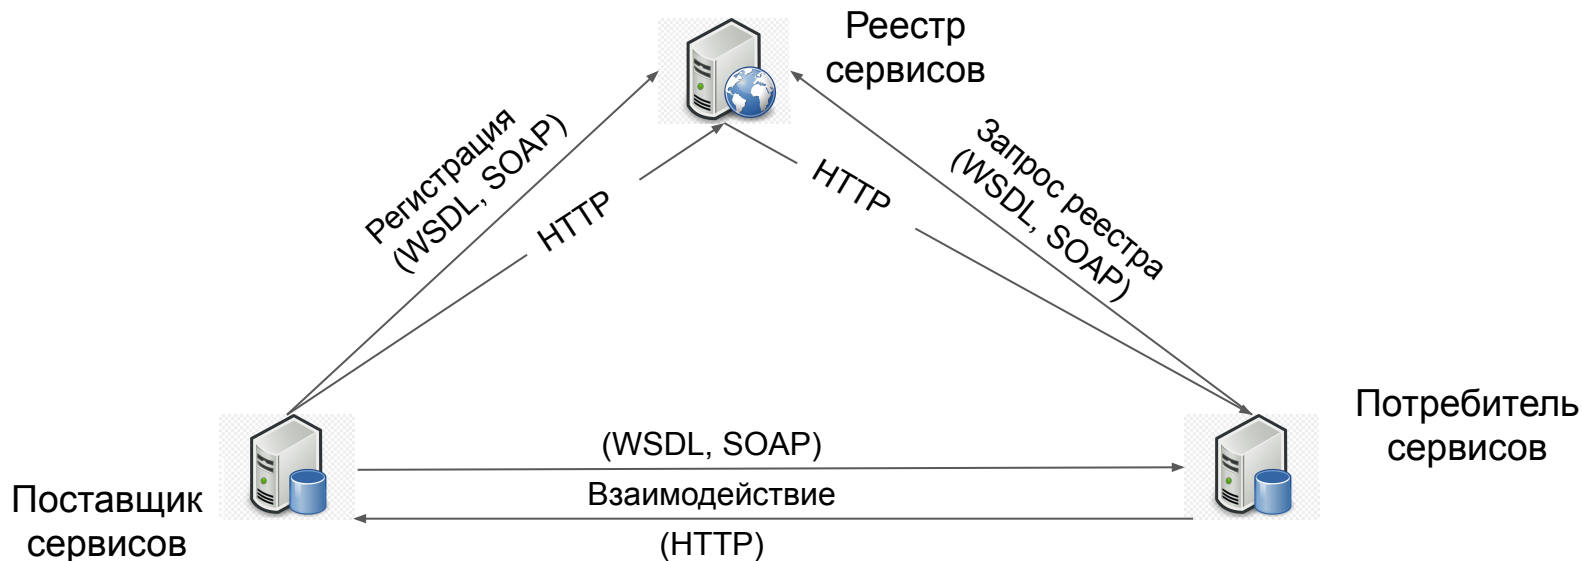 Реестр
сервисов
Регистрация
(WSDL, SOAP)
HTTP
HTTP
Запрос реестра
(WSDL, SOAP)
Потребитель
сервисов
(WSDL, SOAP)
Взаимодействие
(HTTP)
Поставщик
сервисов